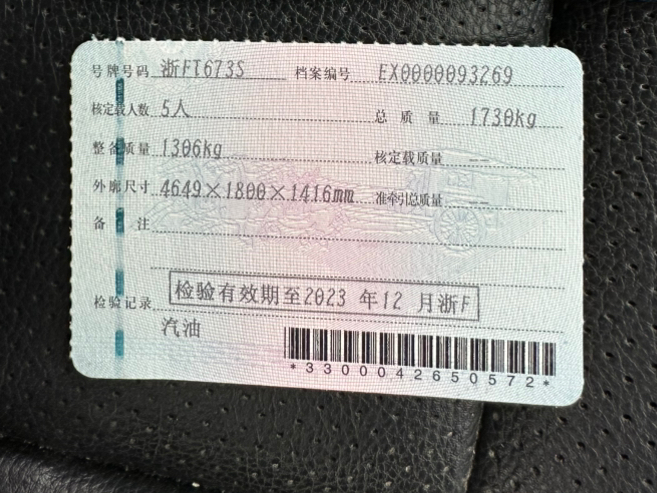 号牌号码 浙FT673S 档案编号 EX0000093269
核定载人数 5人 总质量 1730kg
整备质量 1306kg 核定载质量 --
外廓尺寸 4649×1800×1416mm 准牵引总质量 --
备注
检验记录 检验有效期至2023 年12 月浙F
汽油
*3300042650572*